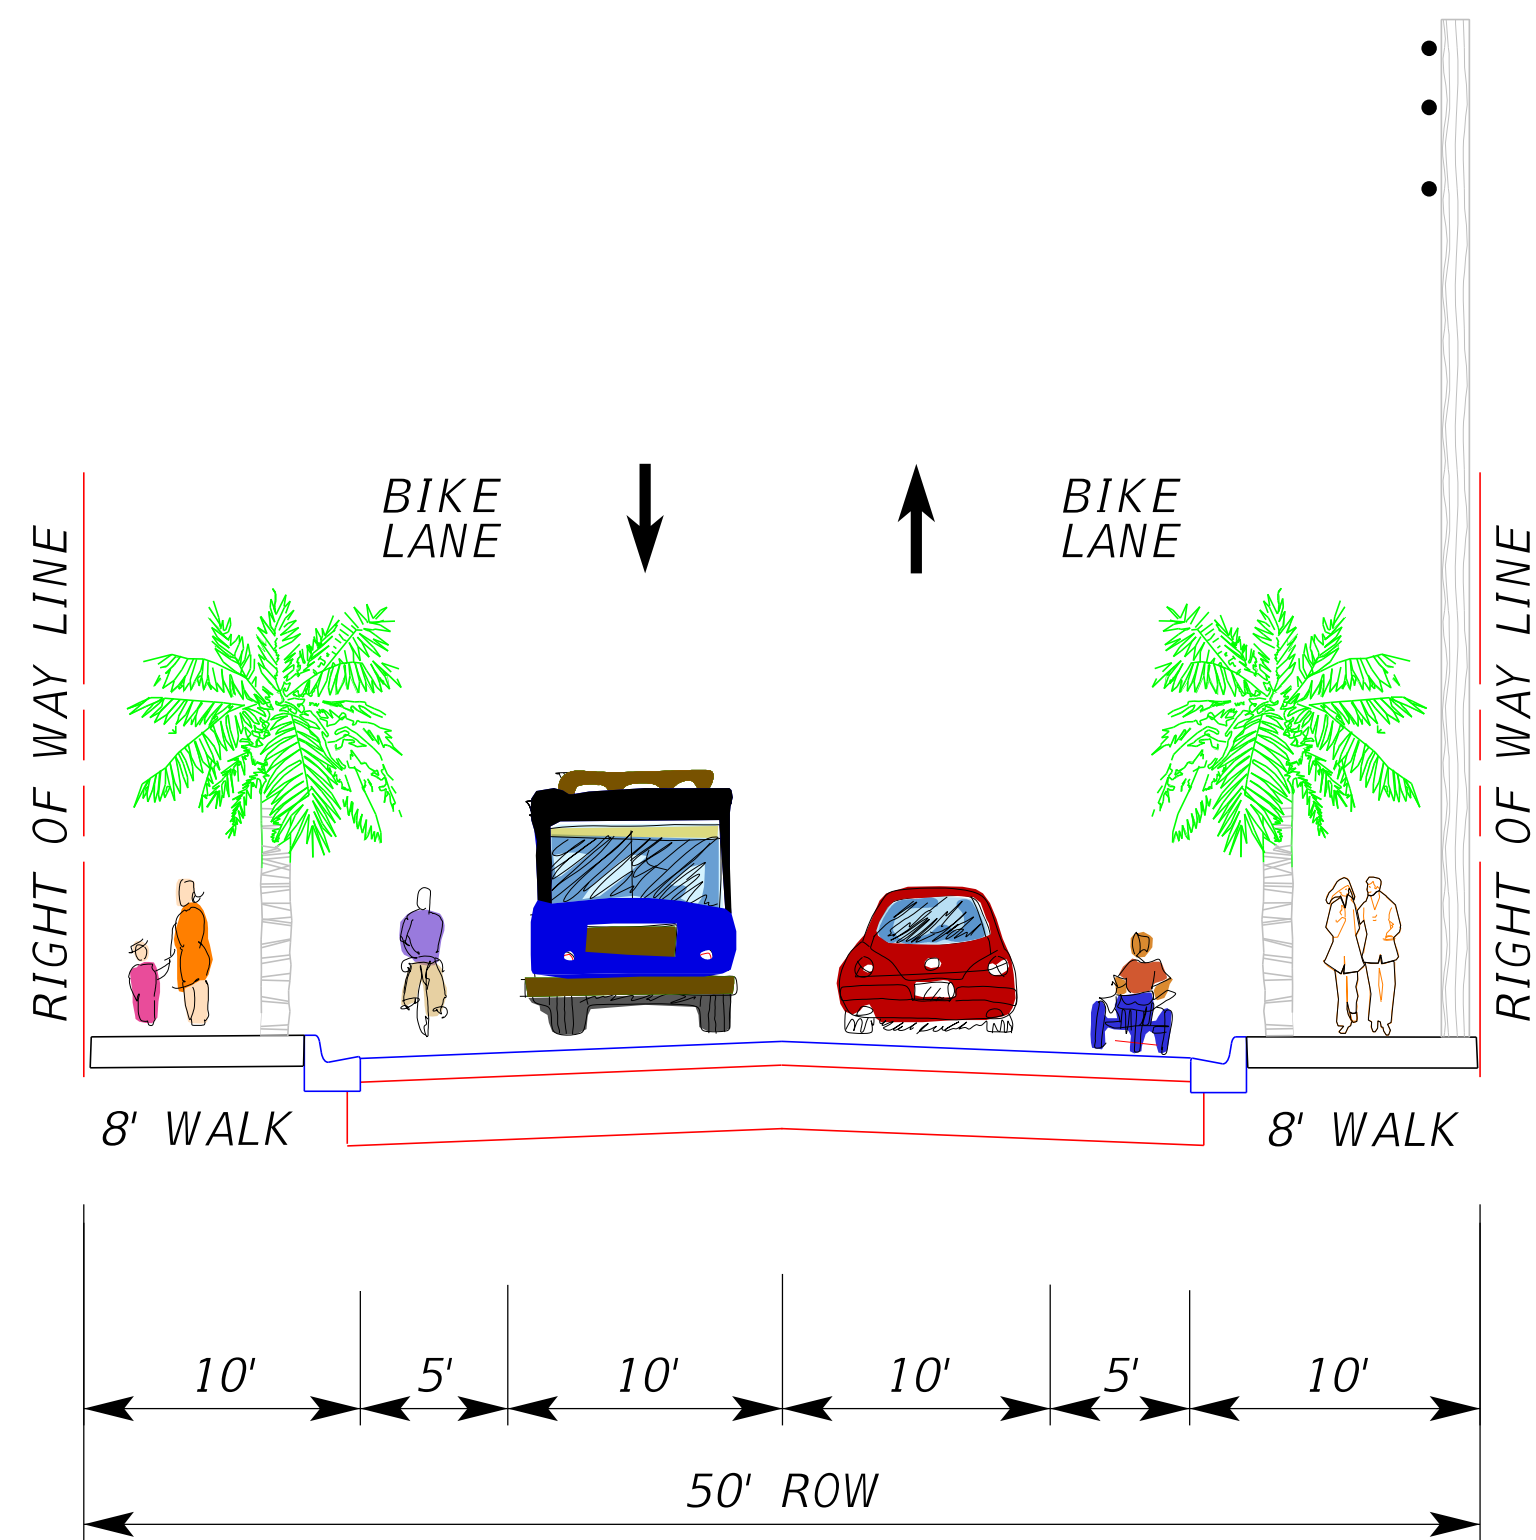 BIKE
LANE
BIKE
LANE
RIGHT OF WAY LINE
RIGHT OF WAY LINE
8' WALK
8' WALK
10'
5'
10'
10'
5'
10'
50' ROW